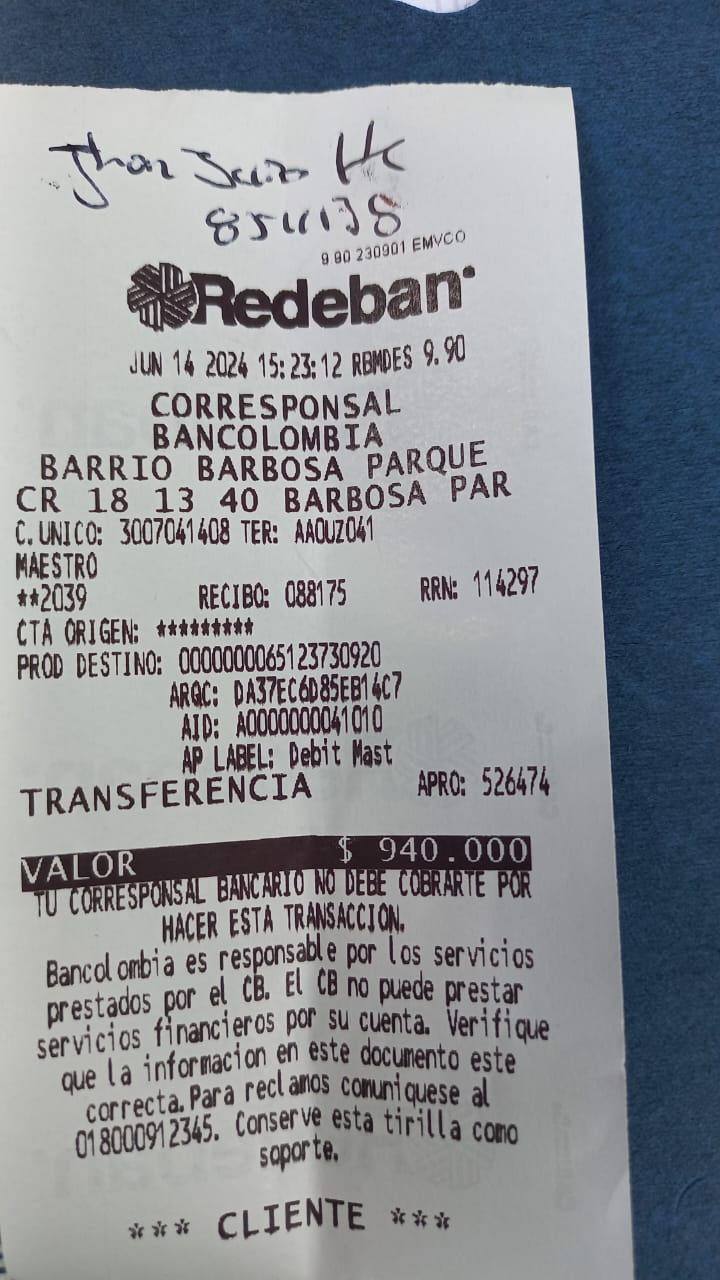 9.90 230901 EMVCO
Redeban
JUN 14 2024 15:23:12 RBMDES 9.90
CORRESPONSAL
BANCOLOMBIA
BARRIO BARBOSA PARQUE
CR 18 13 40 BARBOSA PAR
C. UNICO: 3007041408 TER: AAOUZ041
MAESTRO
**2039 RECIBO: 088175 RRN: 114297
CTA ORIGEN: *********
PROD DESTINO: 0000000065123730920
ARQC: DA37EC6D85EB14C7
AID: A0000000041010
AP LABEL: Debit Mast
TRANSFERENCIA APRO: 526474
VALOR $ 940.000
TU CORRESPONSAL BANCARIO NO DEBE COBRARTE POR
HACER ESTA TRANSACCION.
Bancolombia es responsable por los servicios
prestados por el CB. El CB no puede prestar
servicios financieros por su cuenta. Verifique
que la informacion en este documento este
correcta. Para reclamos comuniquese al
018000912345. Conserve esta tirilla como
soporte.
*** CLIENTE ***